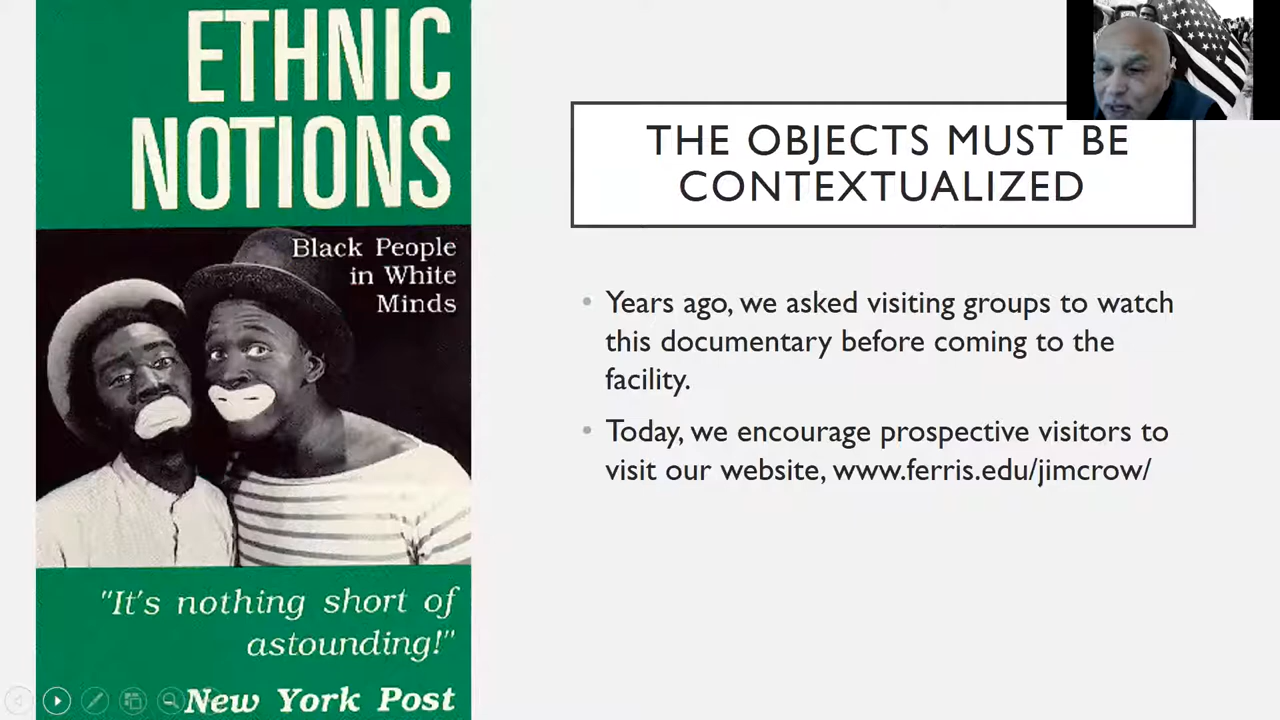 ETHNIC
NOTIONS
Black People
in White
Minds
"It's nothing short of
astounding!"
New York Post
THE OBJECTS MUST BE
CONTEXTUALIZED
• Years ago, we asked visiting groups to watch
this documentary before coming to the
facility.
• Today, we encourage prospective visitors to
visit our website, www.ferris.edu/jimcrow/